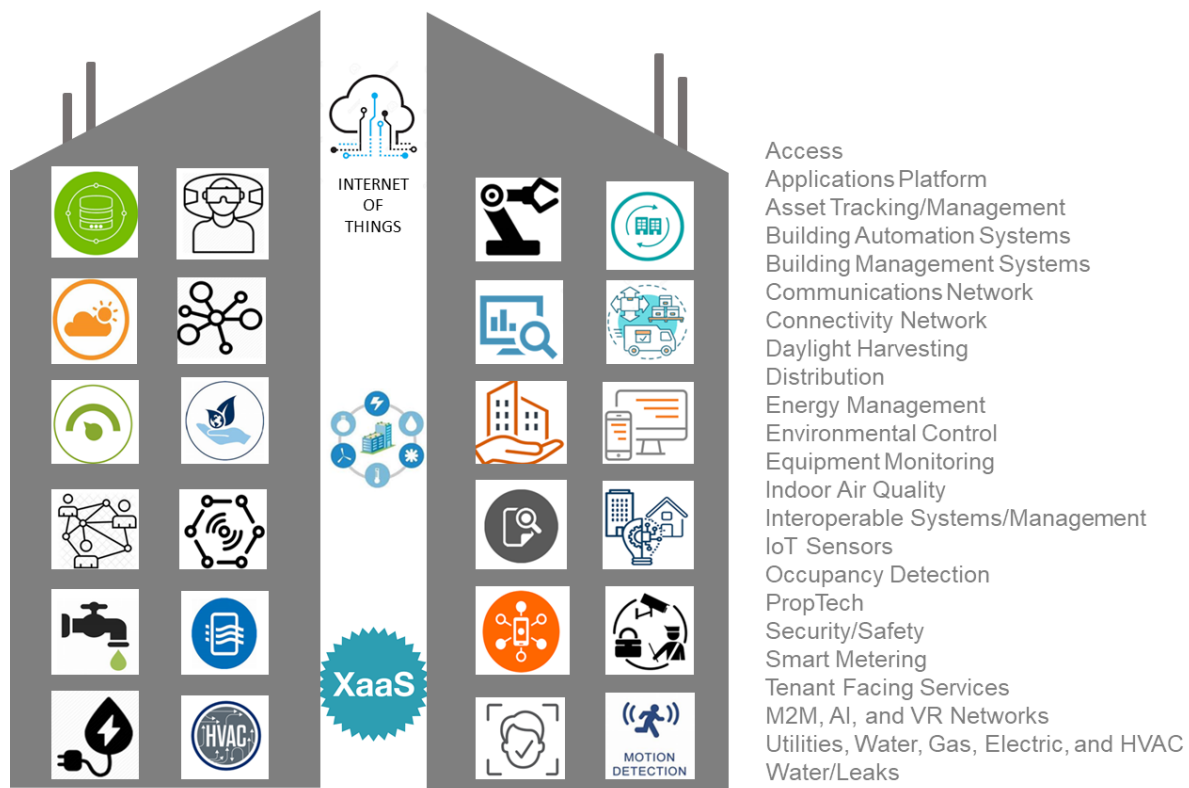 INTERNET
OF
THINGS
XaaS
HVAC
MOTION
DETECTION
Access
Applications Platform
Asset Tracking/Management
Building Automation Systems
Building Management Systems
Communications Network
Connectivity Network
Daylight Harvesting
Distribution
Energy Management
Environmental Control
Equipment Monitoring
Indoor Air Quality
Interoperable Systems/Management
IoT Sensors
Occupancy Detection
PropTech
Security/Safety
Smart Metering
Tenant Facing Services
M2M, AI, and VR Networks
Utilities, Water, Gas, Electric, and HVAC
Water/Leaks